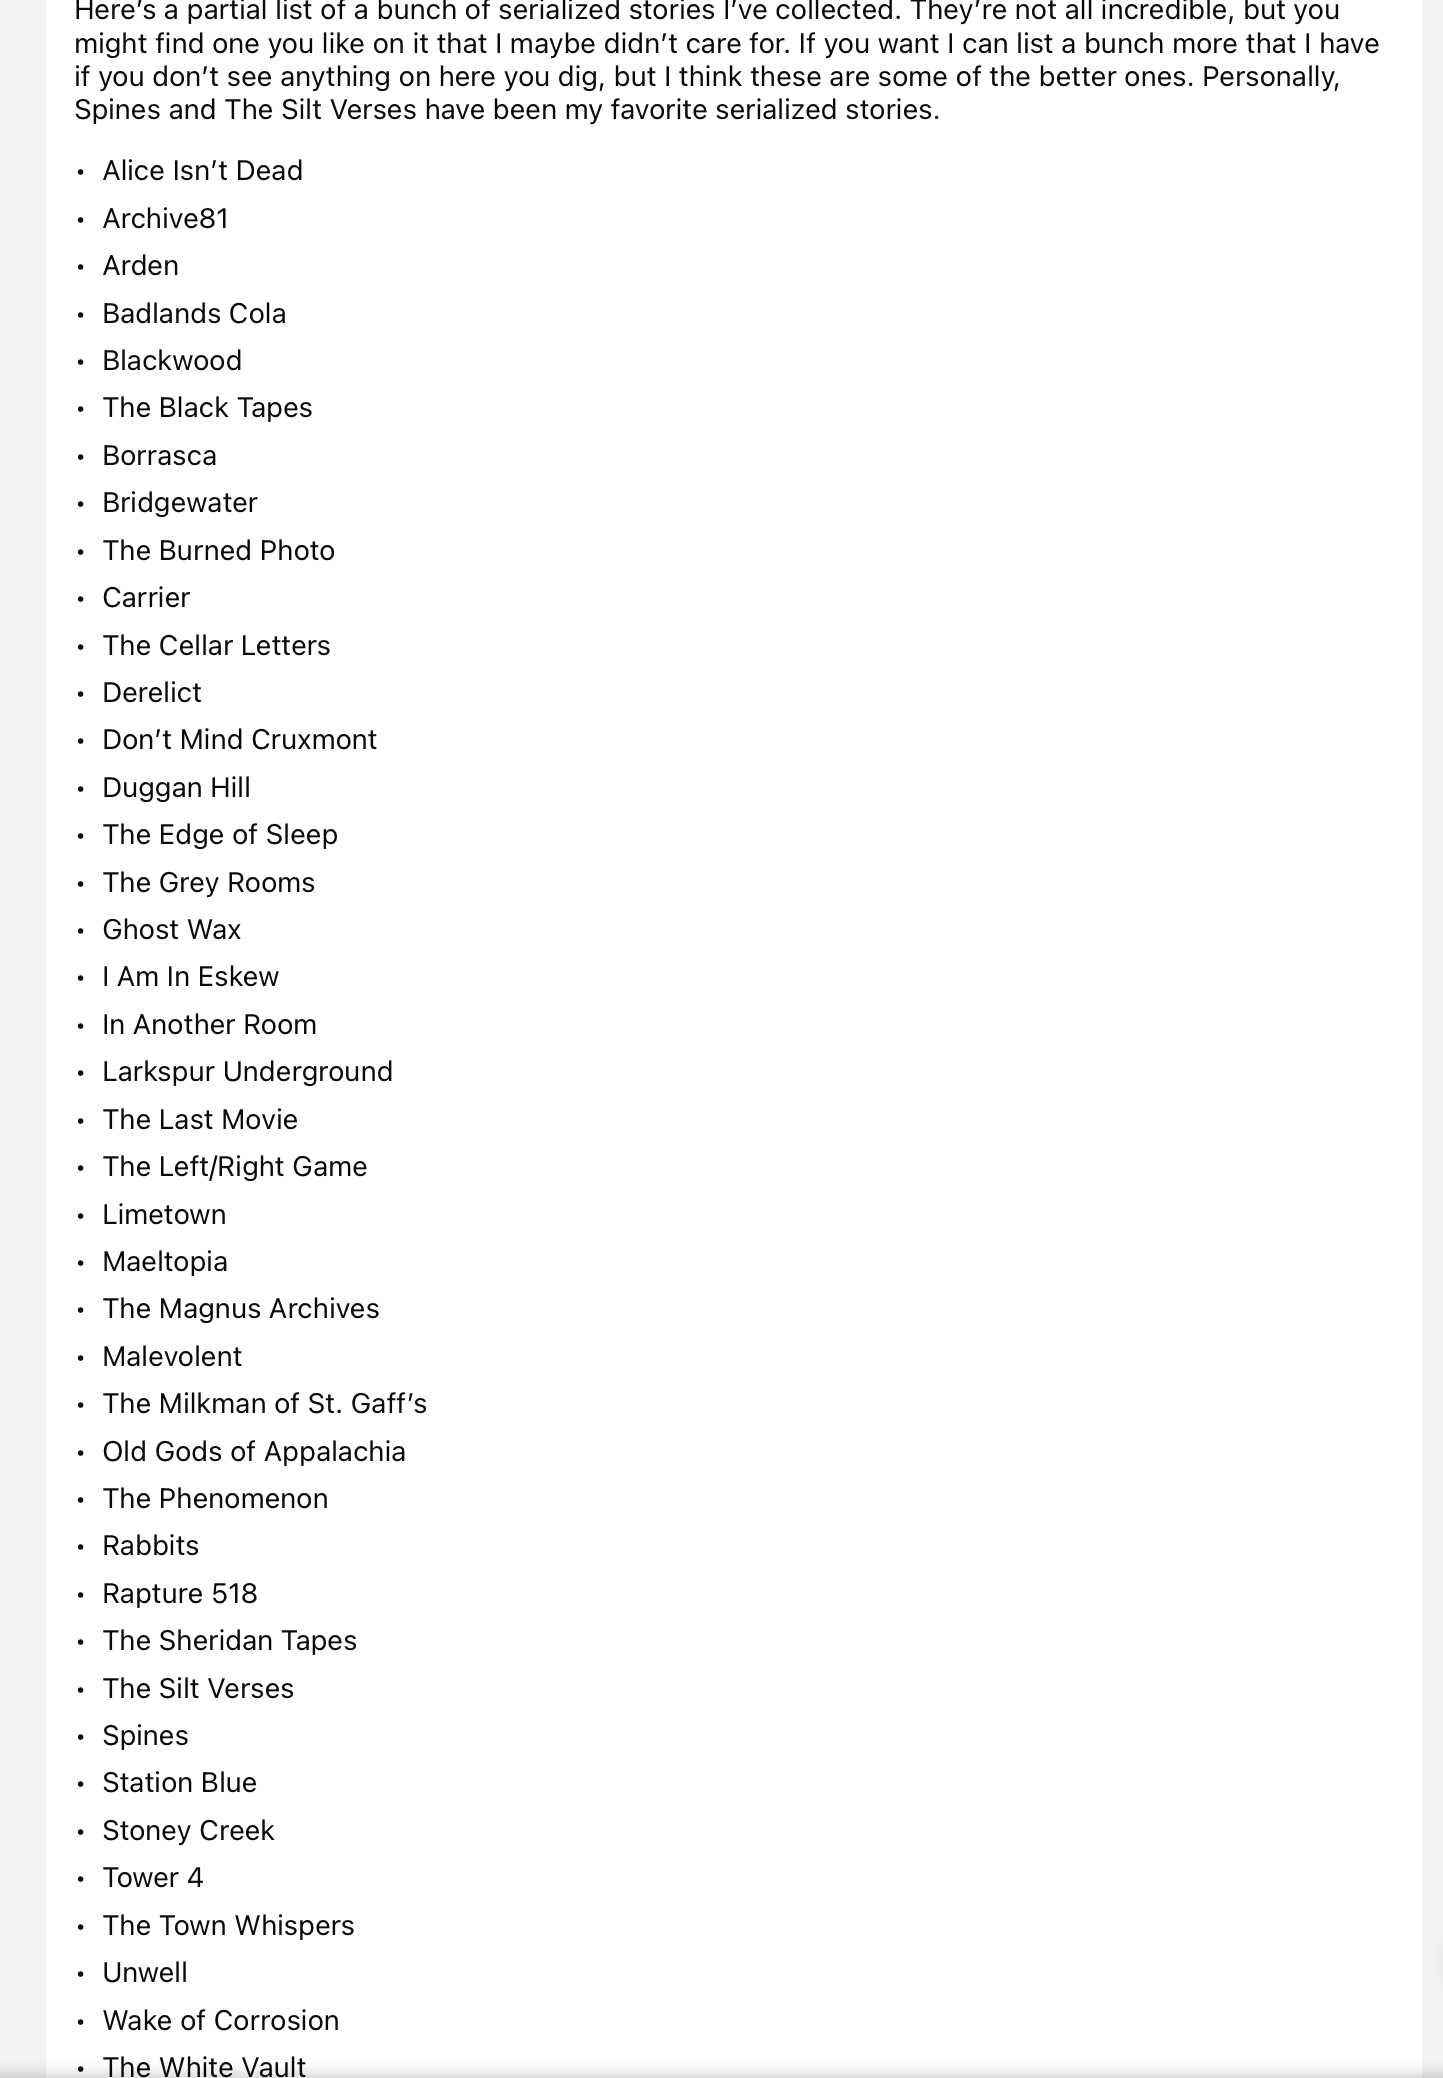 Here’s a partial list of a bunch of serialized stories I’ve collected. They’re not all incredible, but you
might find one you like on it that I maybe didn’t care for. If you want I can list a bunch more that I have
if you don’t see anything on here you dig, but I think these are some of the better ones. Personally,
Spines and The Silt Verses have been my favorite serialized stories.
• Alice Isn’t Dead
• Archive81
• Arden
• Badlands Cola
• Blackwood
• The Black Tapes
• Borrasca
• Bridgewater
• The Burned Photo
• Carrier
• The Cellar Letters
• Derelict
• Don’t Mind Cruxmont
• Duggan Hill
• The Edge of Sleep
• The Grey Rooms
• Ghost Wax
• I Am In Eskew
• In Another Room
• Larkspur Underground
• The Last Movie
• The Left/Right Game
• Limetown
• Maeltopia
• The Magnus Archives
• Malevolent
• The Milkman of St. Gaff’s
• Old Gods of Appalachia
• The Phenomenon
• Rabbits
• Rapture 518
• The Sheridan Tapes
• The Silt Verses
• Spines
• Station Blue
• Stoney Creek
• Tower 4
• The Town Whispers
• Unwell
• Wake of Corrosion
• The White Vault